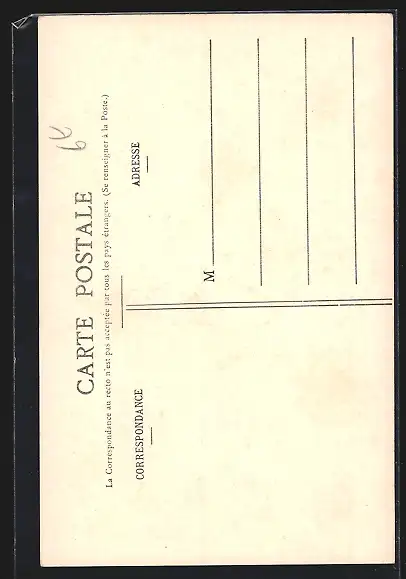 CARTE POSTALE
La Correspondance au recto n'est pas acceptée par tous les pays étrangers. (Se renseigner à la Poste.)
CORRESPONDANCE
ADRESSE
M